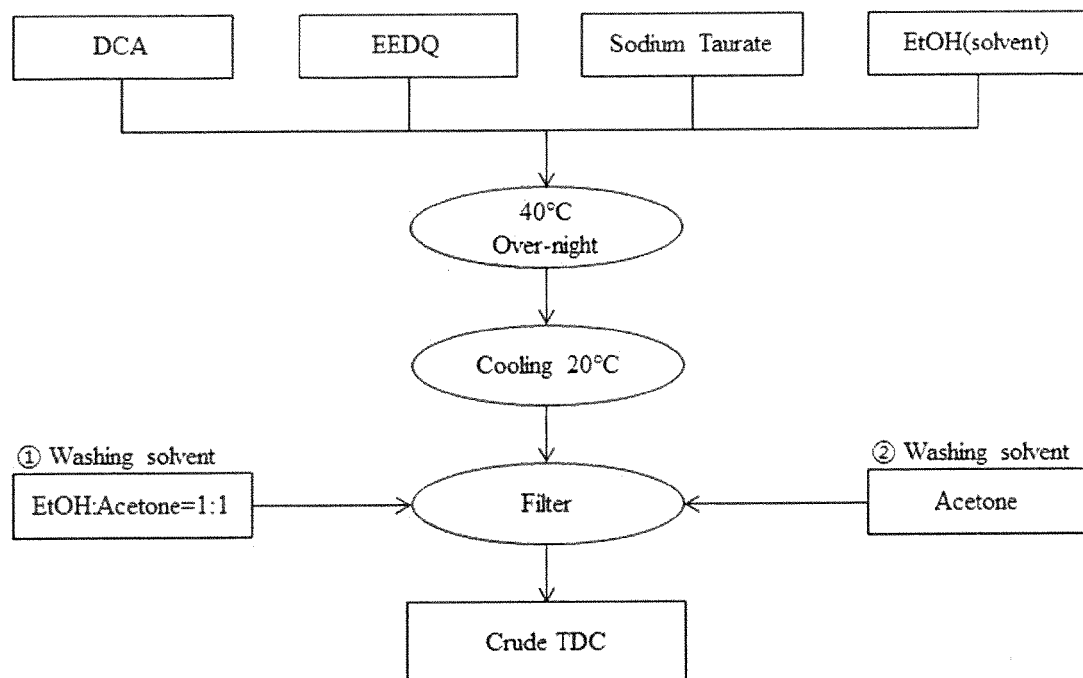 DCA
EEDQ
Sodium Taurate
EtOH(solvent)
40°C
Over-night
Cooling 20°C
① Washing solvent
EtOH:Acetone=1:1
Filter
② Washing solvent
Acetone
Crude TDC